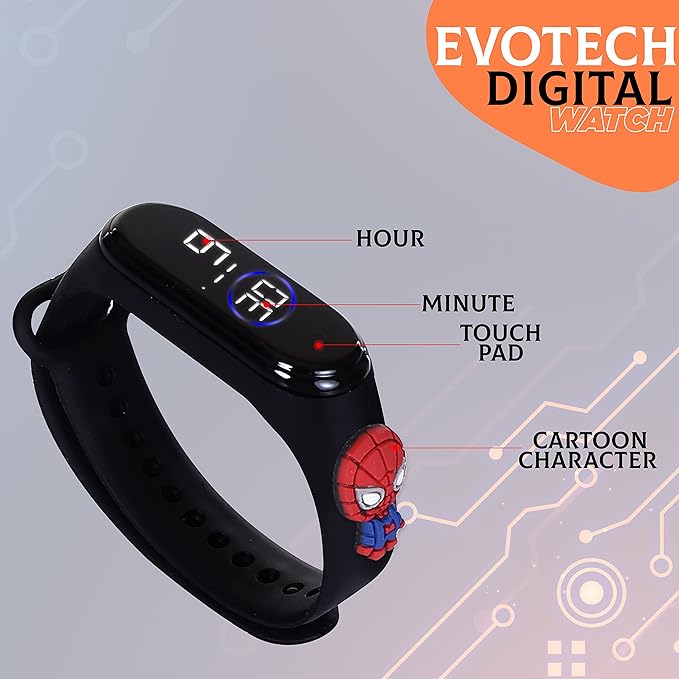 EVOTECH
DIGITAL
WATCH
HOUR
MINUTE
TOUCH
PAD
CARTOON
CHARACTER